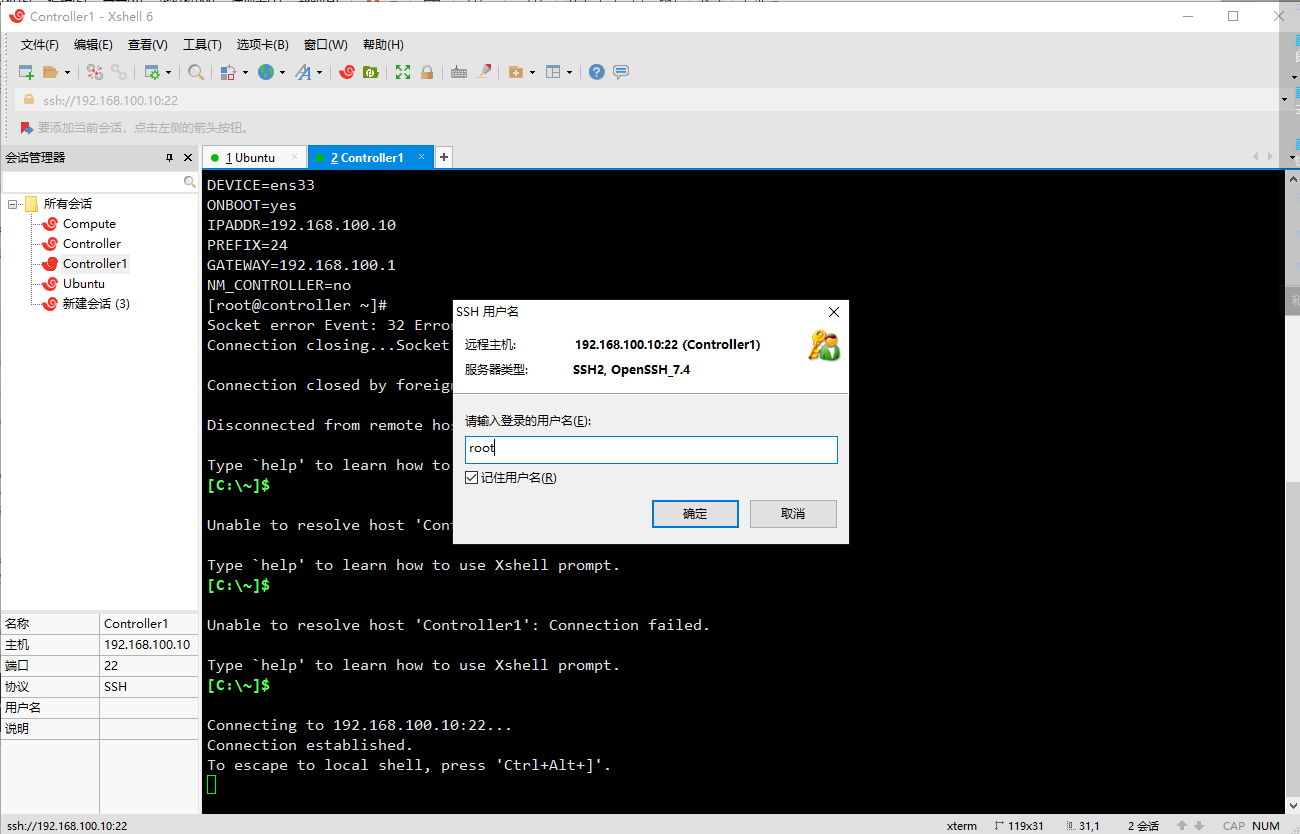 Controller1 - Xshell 6
文件(F) 编辑(E) 查看(V) 工具(T) 选项卡(B) 窗口(W) 帮助(H)
ssh://192.168.100.10:22
要添加当前会话，点击左侧的箭头按钮。
会话管理器
所有会话
Compute
Controller
Controller1
Ubuntu
新建会话 (3)
名称 Controller1
主机 192.168.100.10
端口 22
协议 SSH
用户名
说明
1 Ubuntu
2 Controller1
DEVICE=ens33
ONBOOT=yes
IPADDR=192.168.100.10
PREFIX=24
GATEWAY=192.168.100.1
NM_CONTROLLER=no
[root@controller ~]#
Socket error Event: 32 Erro
Connection closing...Socket
Connection closed by foreig
Disconnected from remote hos
Type `help' to learn how to
[C:\~]$
Unable to resolve host 'Cont
Type `help' to learn how to use Xshell prompt.
[C:\~]$
Unable to resolve host 'Controller1': Connection failed.
Type `help' to learn how to use Xshell prompt.
[C:\~]$
Connecting to 192.168.100.10:22...
Connection established.
To escape to local shell, press 'Ctrl+Alt+]'.
SSH 用户名
远程主机: 192.168.100.10:22 (Controller1)
服务器类型: SSH2, OpenSSH_7.4
请输入登录的用户名(E):
root
记住用户名(R)
确定
取消
ssh://192.168.100.10:22 xterm 119x31 31,1 2 会话 CAP NUM